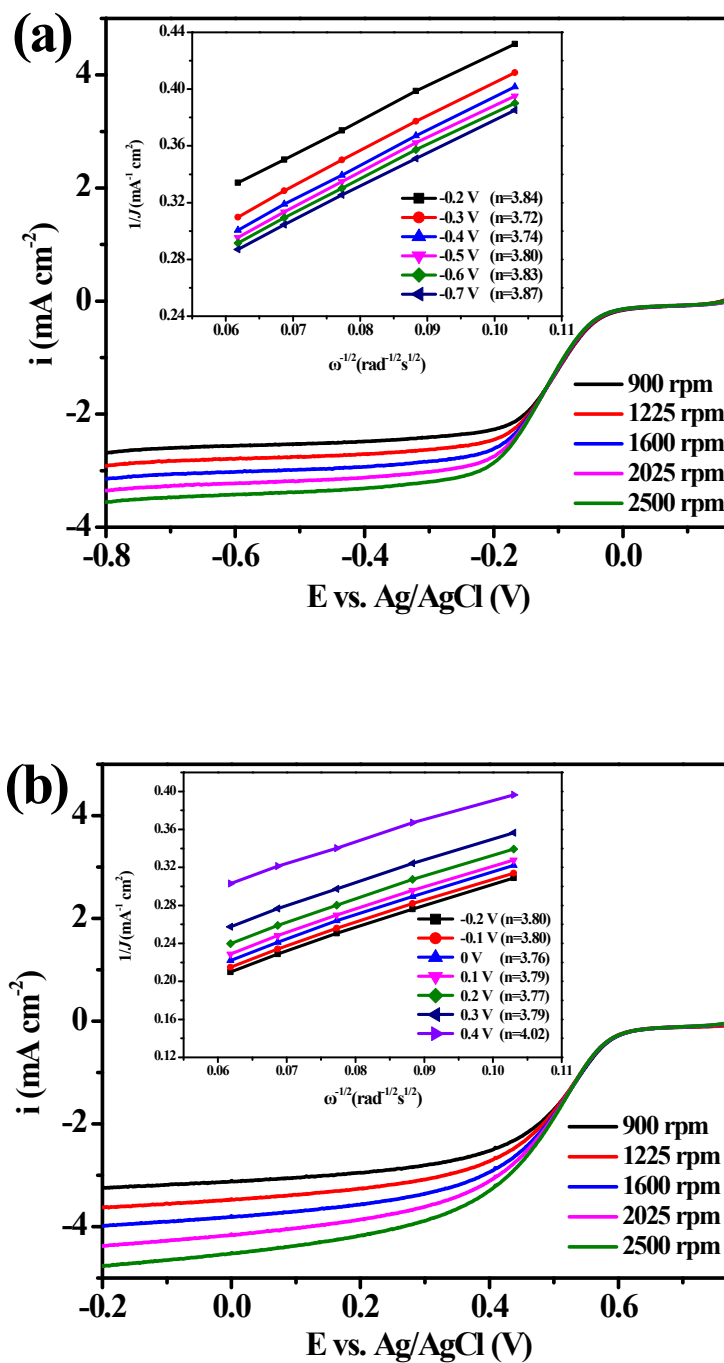 (a)
4
2
0
-2
-4
i (mA cm-2)
-0.8 -0.6 -0.4 -0.2 0.0
E vs. Ag/AgCl (V)
900 rpm
1225 rpm
1600 rpm
2025 rpm
2500 rpm
0.44
0.40
0.36
0.32
0.28
0.24
1/J (mA-1 cm2)
0.06 0.07 0.08 0.09 0.10 0.11
ω-1/2(rad-1/2s1/2)
-0.2 V (n=3.84)
-0.3 V (n=3.72)
-0.4 V (n=3.74)
-0.5 V (n=3.80)
-0.6 V (n=3.83)
-0.7 V (n=3.87)
(b)
4
2
0
-2
-4
i (mA cm-2)
-0.2 0.0 0.2 0.4 0.6
E vs. Ag/AgCl (V)
900 rpm
1225 rpm
1600 rpm
2025 rpm
2500 rpm
0.40
0.36
0.32
0.28
0.24
0.20
0.16
0.12
1/J (mA-1 cm2)
0.06 0.07 0.08 0.09 0.10 0.11
ω-1/2(rad-1/2s1/2)
-0.2 V (n=3.80)
-0.1 V (n=3.80)
0 V (n=3.76)
0.1 V (n=3.79)
0.2 V (n=3.77)
0.3 V (n=3.79)
0.4 V (n=4.02)